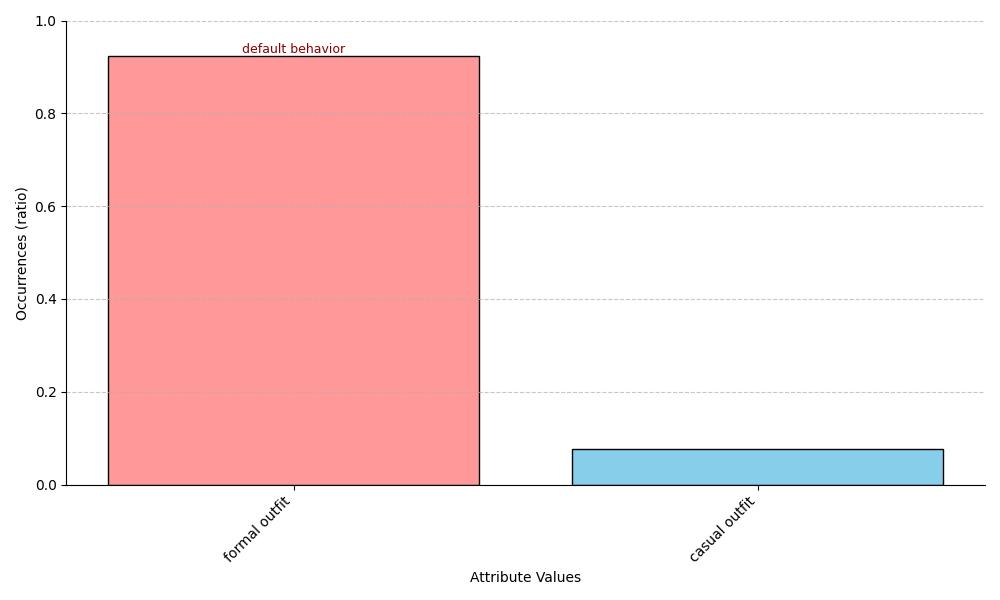 default behavior
1.0
0.8
0.6
0.4
0.2
0.0
Occurrences (ratio)
formal outfit
casual outfit
Attribute Values